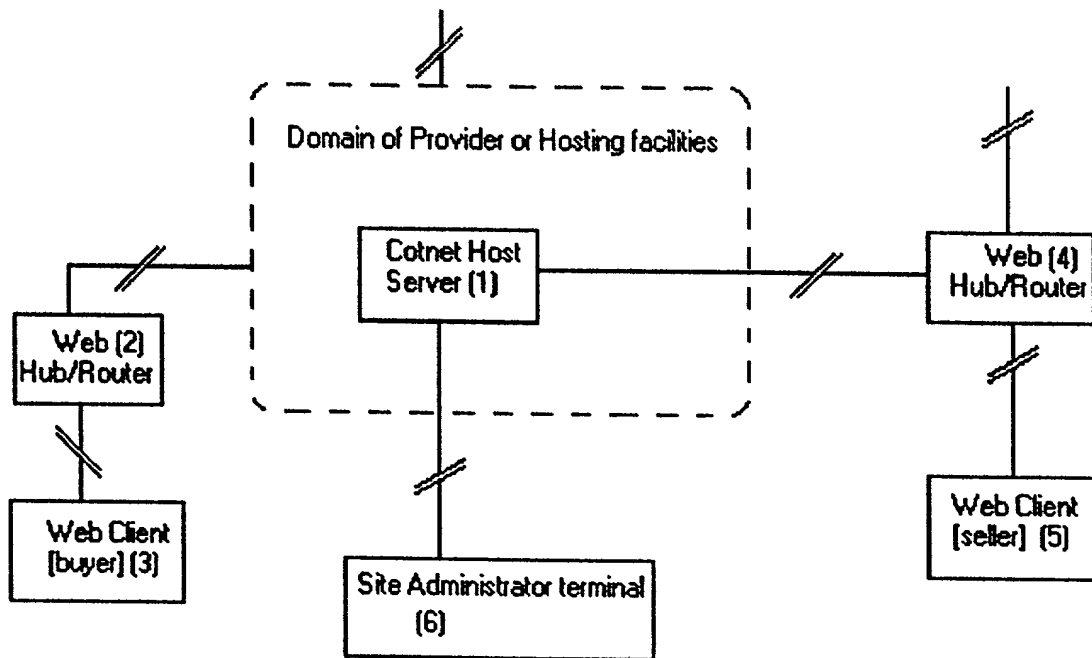 Domain of Provider or Hosting facilities
Cotnet Host
Server (1)
Web (4)
Hub/Router
Web (2)
Hub/Router
Web Client
[buyer] (3)
Web Client
[seller] (5)
Site Administrator terminal
(6)